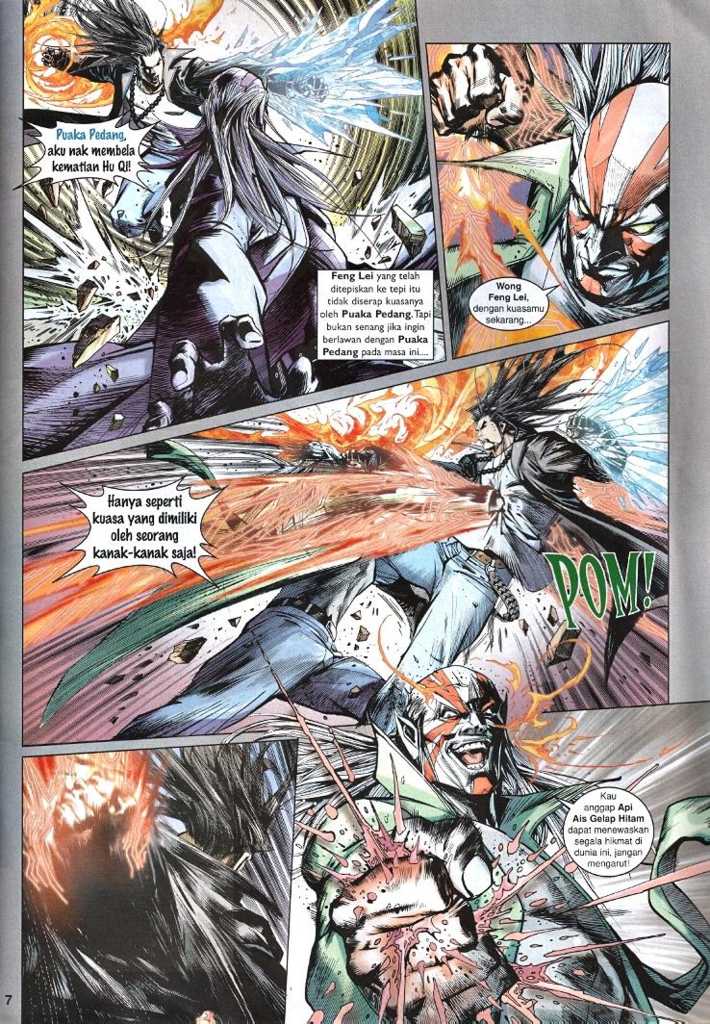 Puaka Pedang,
aku nak membela
kematian Hu Qi!
Feng Lei yang telah
ditepiskan ke tepi itu
tidak diserap kuasanya
oleh Puaka Pedang. Tapi
bukan senang jika ingin
berlawan dengan Puaka
Pedang pada masa ini....
Wong
Feng Lei,
dengan kuasamu
sekarang...
Hanya seperti
kuasa yang dimiliki
oleh seorang
kanak-kanak saja!
POM!
Kau
anggap Api
Ais Gelap Hitam
dapat menewaskan
segala hikmat di
dunia ini, jangan
mengarut!
7